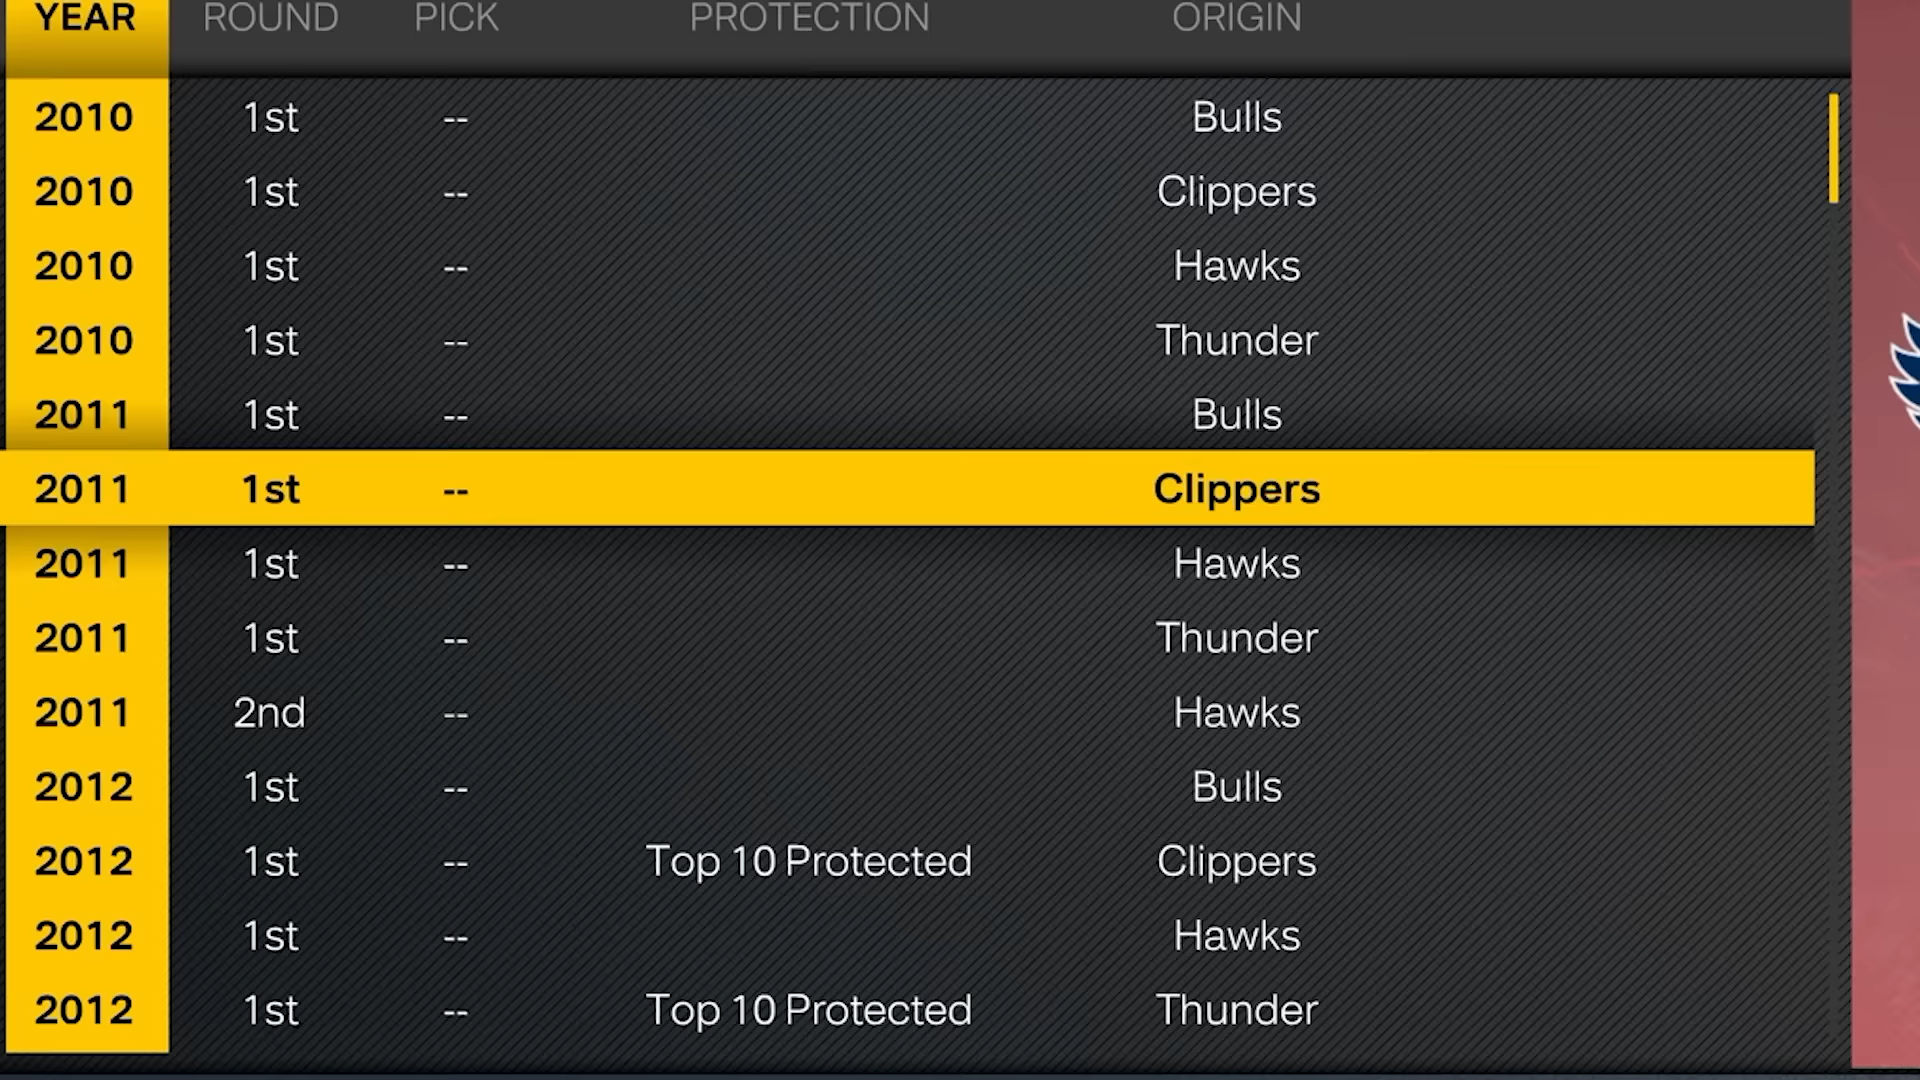 YEAR ROUND PICK PROTECTION ORIGIN
2010 1st -- Bulls
2010 1st -- Clippers
2010 1st -- Hawks
2010 1st -- Thunder
2011 1st -- Bulls
2011 1st -- Clippers
2011 1st -- Hawks
2011 1st -- Thunder
2011 2nd -- Hawks
2012 1st -- Bulls
2012 1st -- Top 10 Protected Clippers
2012 1st -- Hawks
2012 1st -- Top 10 Protected Thunder